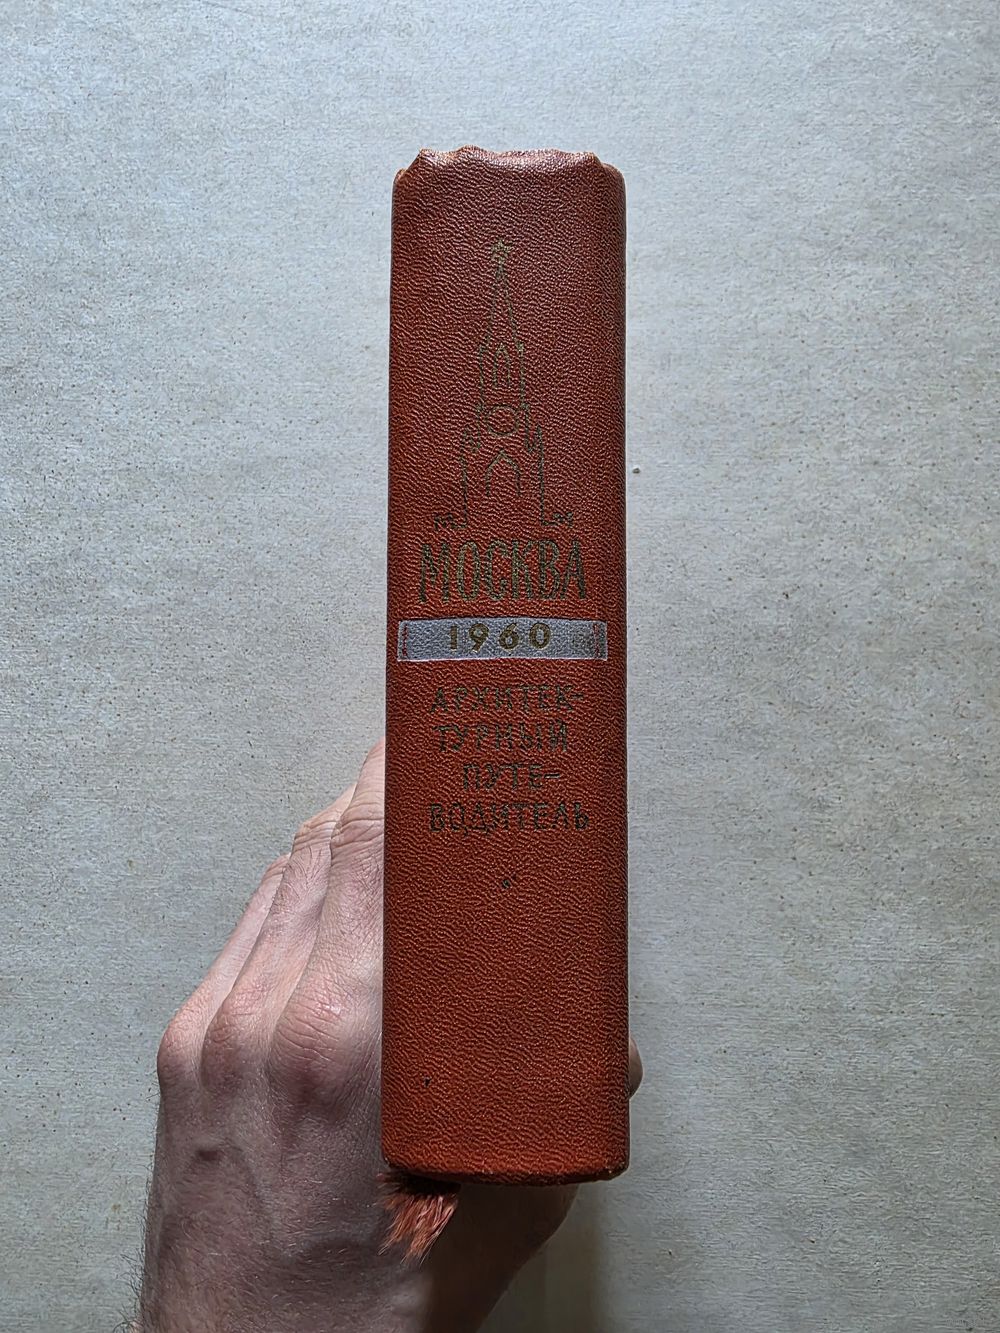 МОСКВА
1960
АРХИТЕК-
ТУРНЫЙ
ПУТЕ-
ВОДИТЕЛЬ